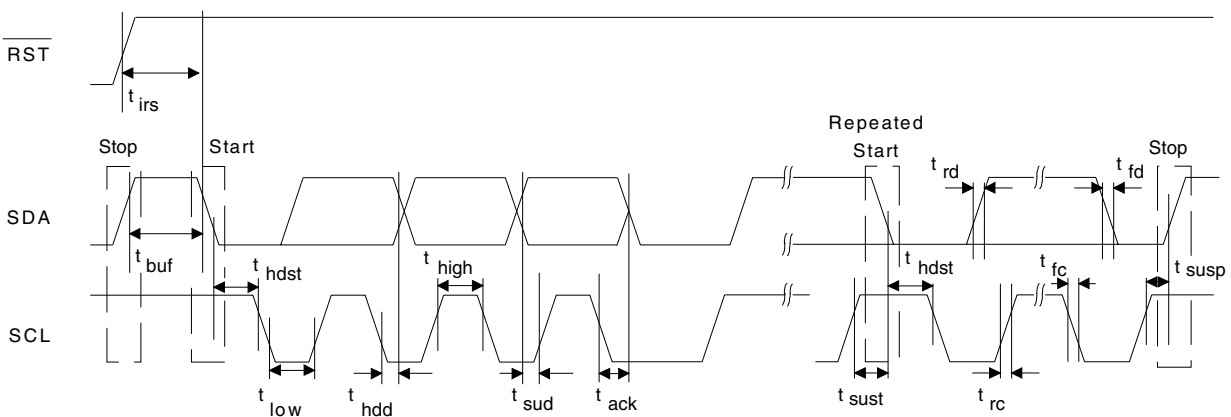 RST
t irs
Repeated
Stop Start Start Stop
t rd t fd
SDA
t buf t hdst t high t hdst t fc t susp
SCL
t low t hdd t sud t ack t sust t rc